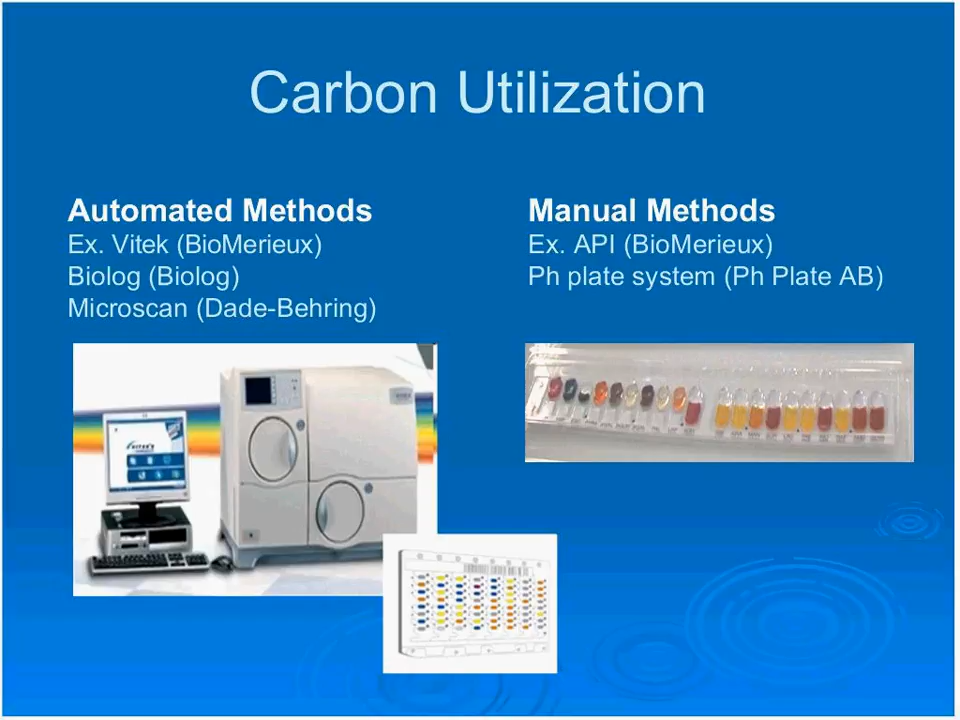 Carbon Utilization
Automated Methods
Ex. Vitek (BioMerieux)
Biolog (Biolog)
Microscan (Dade-Behring)
Manual Methods
Ex. API (BioMerieux)
Ph plate system (Ph Plate AB)